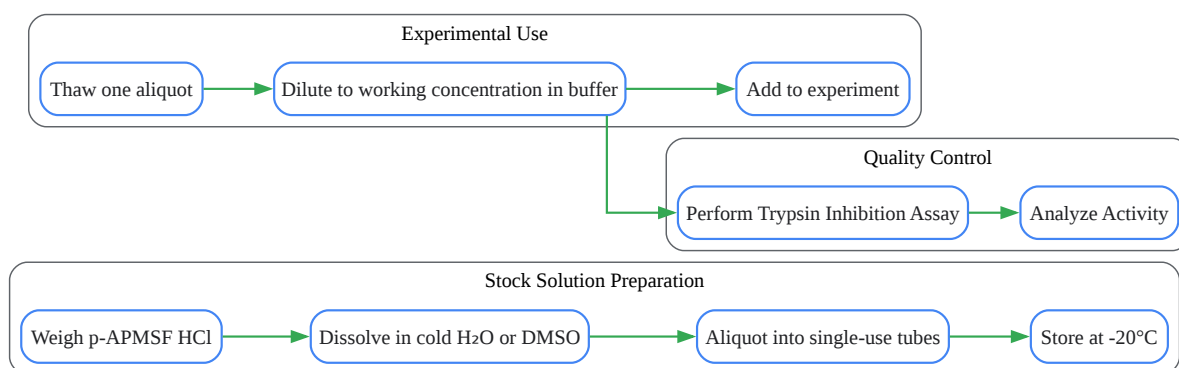 Experimental Use
Thaw one aliquot
Dilute to working concentration in buffer
Add to experiment
Quality Control
Perform Trypsin Inhibition Assay
Analyze Activity
Stock Solution Preparation
Weigh p-APMSF HCl
Dissolve in cold H₂O or DMSO
Aliquot into single-use tubes
Store at -20°C